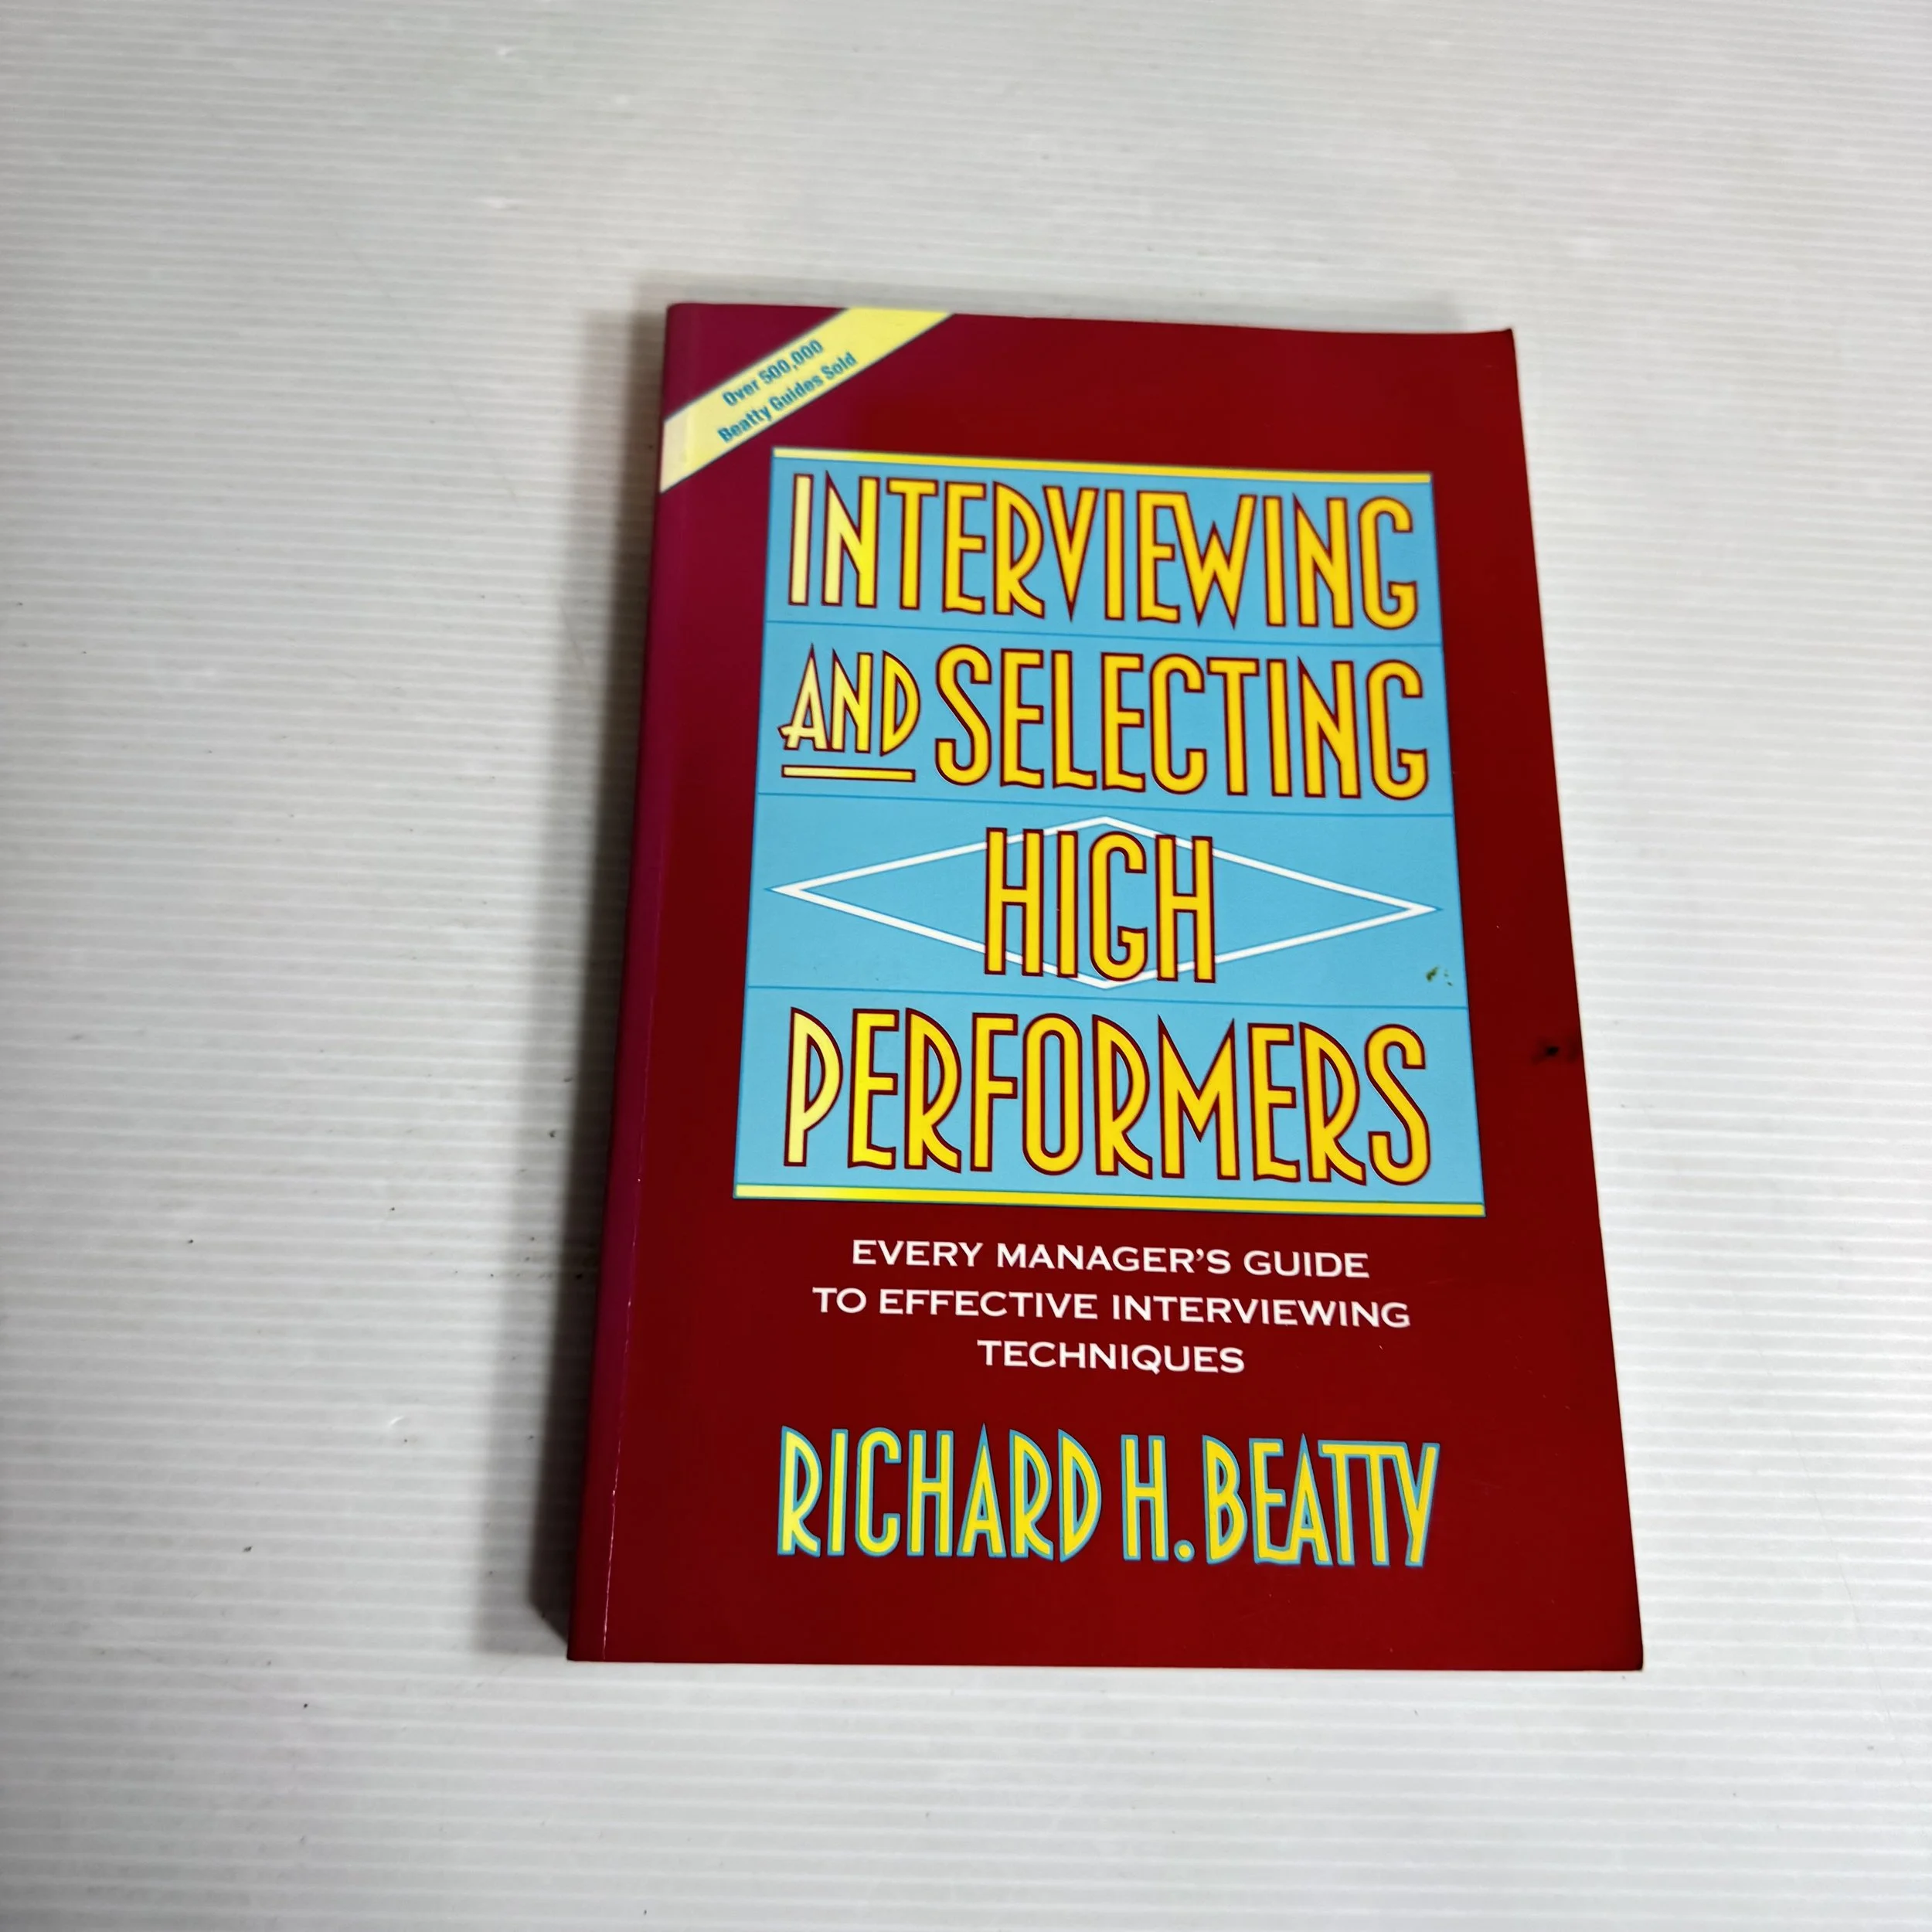 Over 500,000
Beatty Guides Sold
INTERVIEWING
AND SELECTING
HIGH
PERFORMERS
EVERY MANAGER'S GUIDE
TO EFFECTIVE INTERVIEWING
TECHNIQUES
RICHARD H. BEATTY